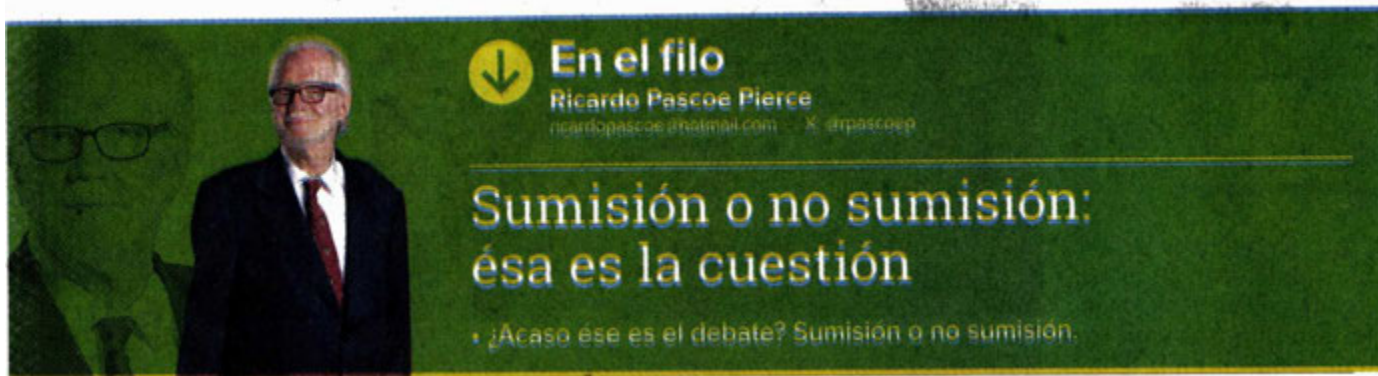 En el filo
Ricardo Pascoe Pierce
ricardopascoe@hotmail.com X: @rpascoep
Sumisión o no sumisión:
ésa es la cuestión
• ¿Acaso ése es el debate? Sumisión o no sumisión.